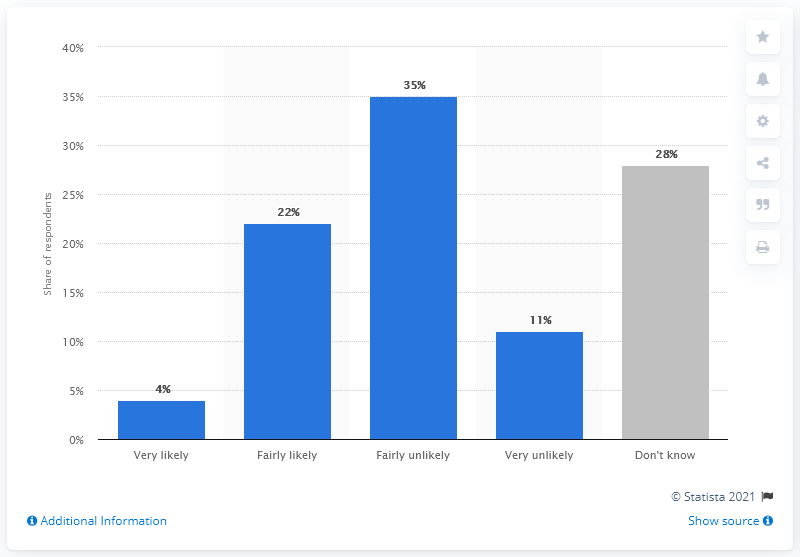 40%
35%
30%
25%
20%
15%
10%
5%
0%
Share of respondents
4%
22%
35%
11%
28%
Very likely
Fairly likely
Fairly unlikely
Very unlikely
Don't know
© Statista 2021
Additional Information
Show source